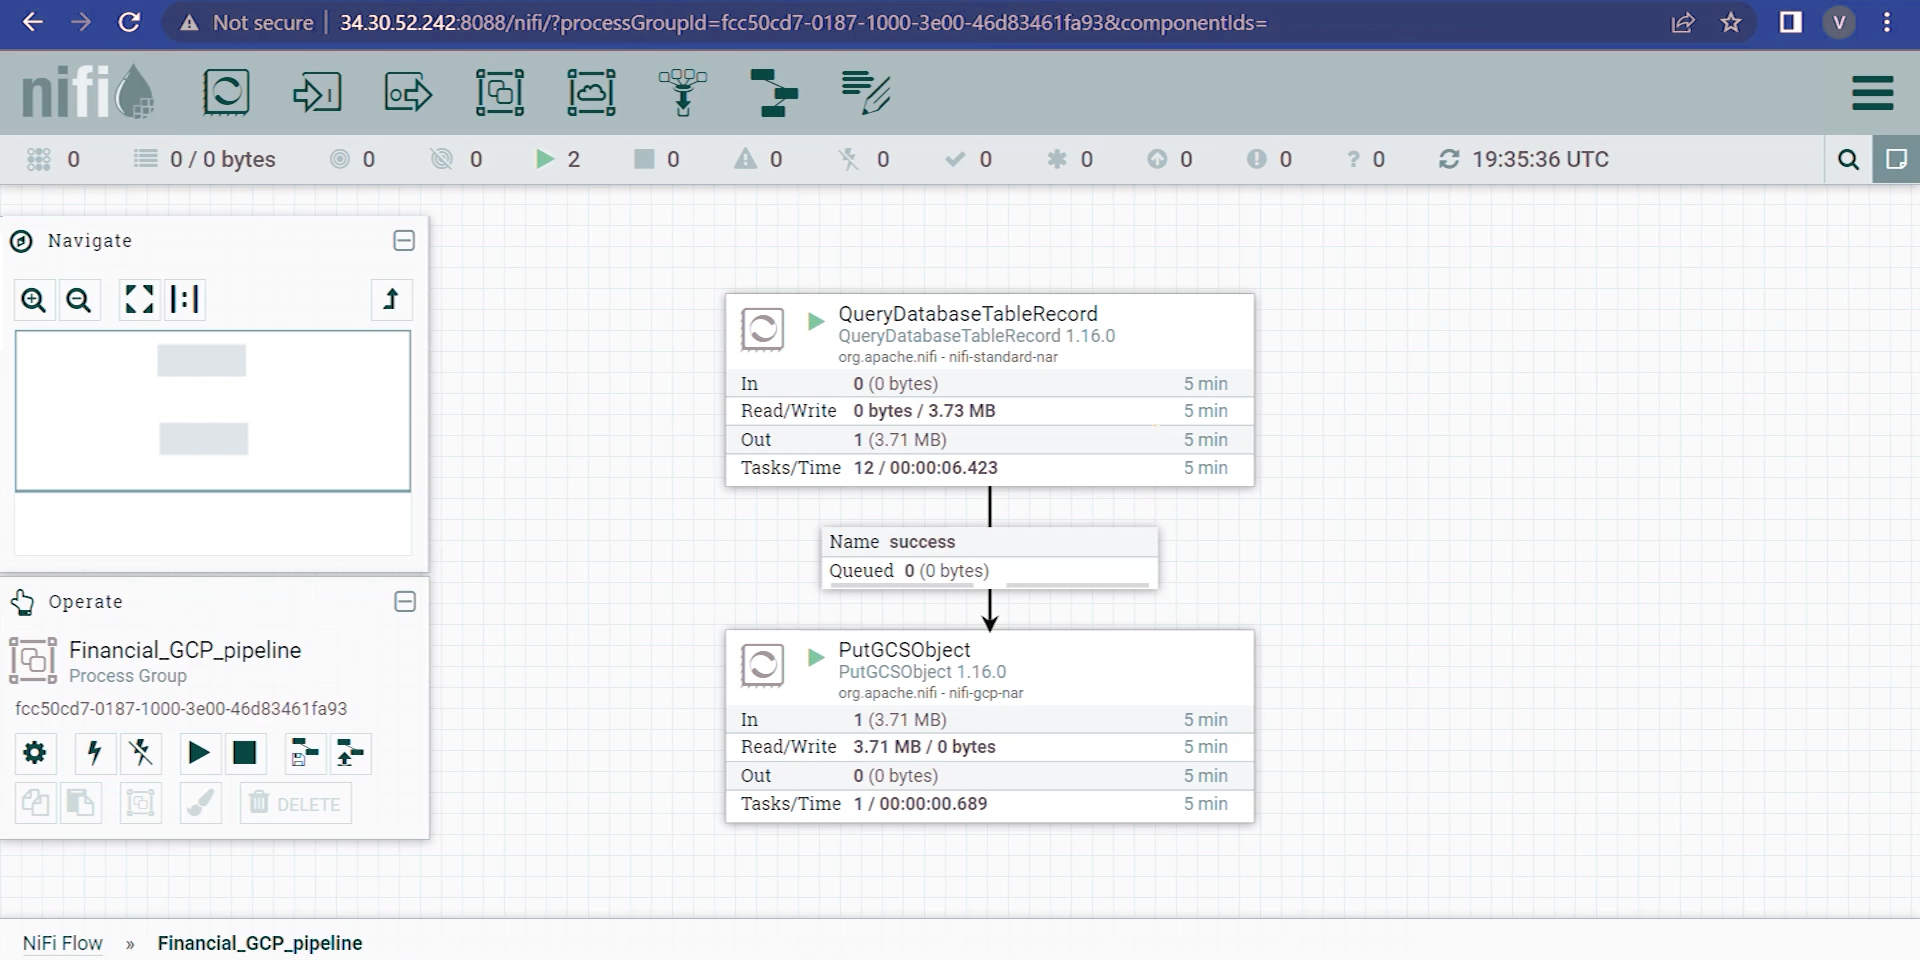 Not secure 34.30.52.242:8088/nifi/?processGroupId=fcc50cd7-0187-1000-3e00-46d83461fa93&componentIds= V
nifi
0 0 / 0 bytes 0 0 2 0 0 0 0 0 0 0 ? 0 19:35:36 UTC
Navigate
QueryDatabaseTableRecord
QueryDatabaseTableRecord 1.16.0
org.apache.nifi - nifi-standard-nar
In 0 (0 bytes) 5 min
Read/Write 0 bytes / 3.73 MB 5 min
Out 1 (3.71 MB) 5 min
Tasks/Time 12 / 00:00:06.423 5 min
Name success
Queued 0 (0 bytes)
PutGCSObject
PutGCSObject 1.16.0
org.apache.nifi - nifi-gcp-nar
In 1 (3.71 MB) 5 min
Read/Write 3.71 MB / 0 bytes 5 min
Out 0 (0 bytes) 5 min
Tasks/Time 1 / 00:00:00.689 5 min
Operate
Financial_GCP_pipeline
Process Group
fcc50cd7-0187-1000-3e00-46d83461fa93
DELETE
NiFi Flow » Financial_GCP_pipeline